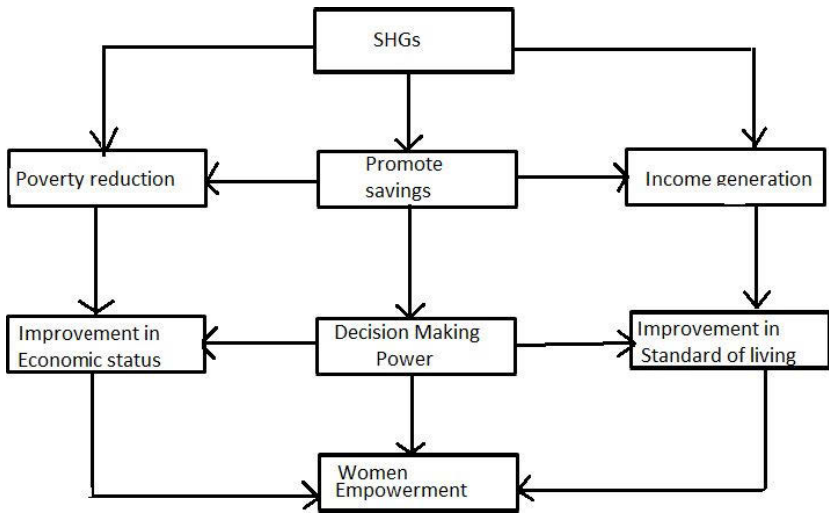 SHGs
Poverty reduction
Promote
savings
Income generation
Improvement in
Economic status
Decision Making
Power
Improvement in
Standard of living
Women
Empowerment